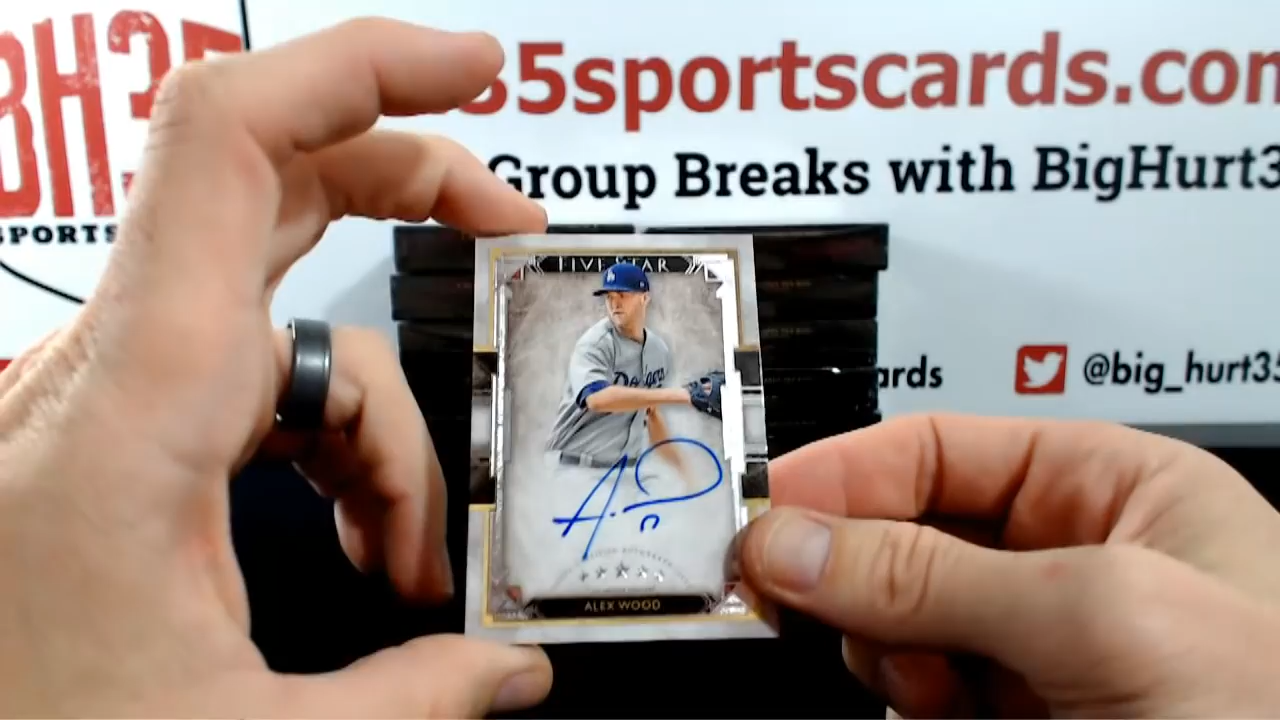 BH35
SPORTS
35sportscards.com
Group Breaks with BigHurt3
ards
@big_hurt35
FIVE STAR
Dodgers
ALEX WOOD